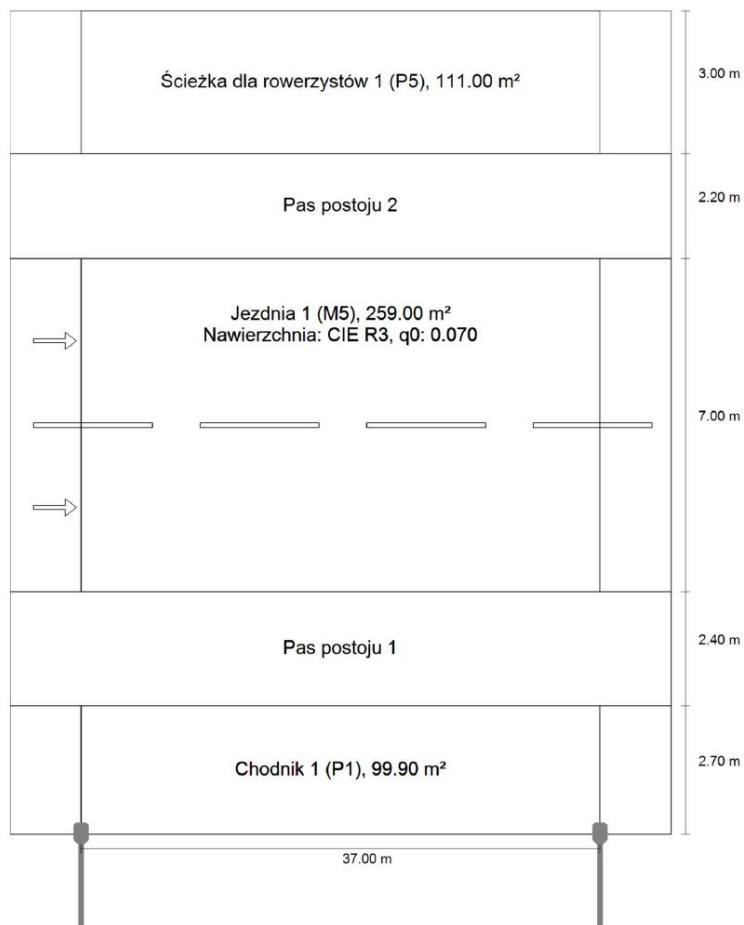 Ścieżka dla rowerzystów 1 (P5), 111.00 m²
3.00 m
Pas postoju 2
2.20 m
Jezdnia 1 (M5), 259.00 m²
Nawierzchnia: CIE R3, q0: 0.070
7.00 m
Pas postoju 1
2.40 m
Chodnik 1 (P1), 99.90 m²
2.70 m
37.00 m